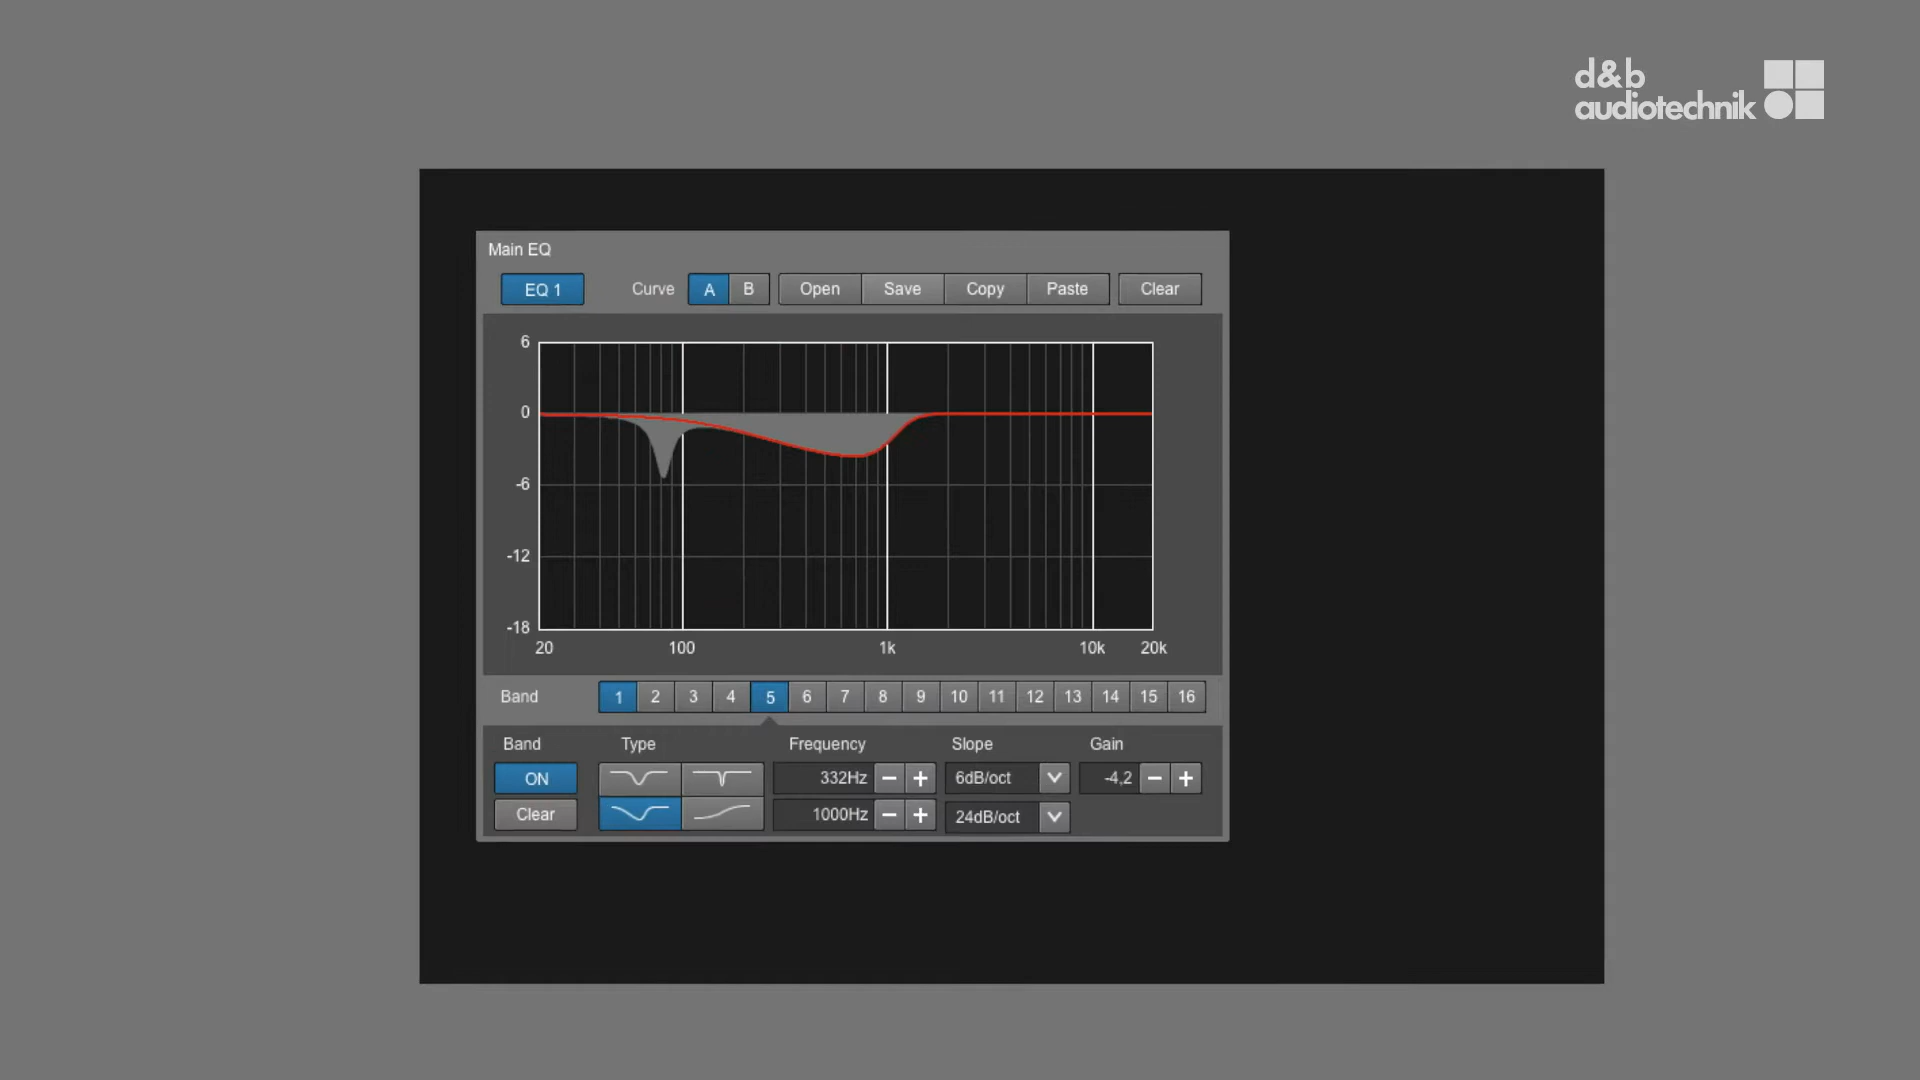 d&b
audiotechnik
Main EQ
EQ 1 Curve A B Open Save Copy Paste Clear
6
0
-6
-12
-18
20 100 1k 10k 20k
Band 1 2 3 4 5 6 7 8 9 10 11 12 13 14 15 16
Band Type Frequency Slope Gain
ON 332Hz − + 6dB/oct -4,2 − +
Clear 1000Hz − + 24dB/oct